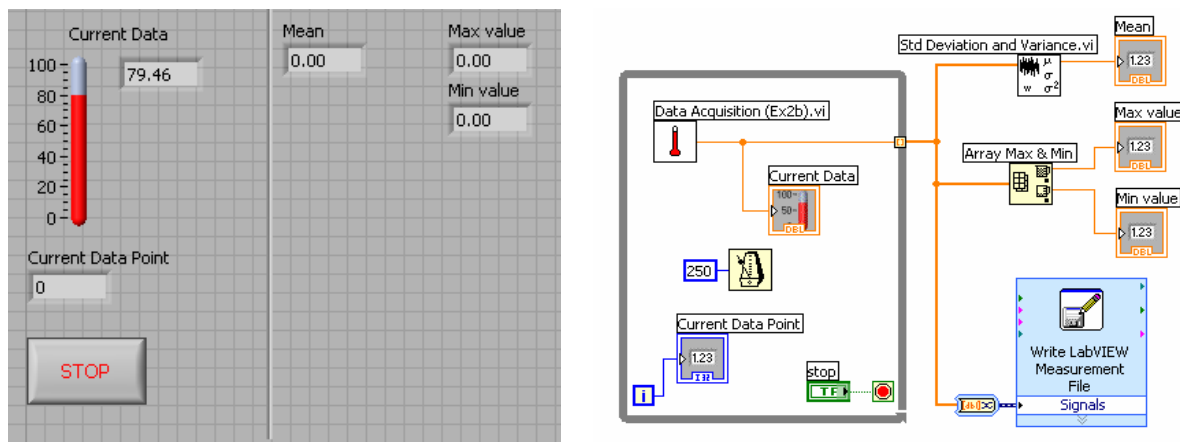 Current Data
79.46
100
80
60
40
20
0
Current Data Point
0
STOP
Mean
0.00
Max value
0.00
Min value
0.00
Data Acquisition (Ex2b).vi
Current Data
100
50
DBL
250
Current Data Point
1.23
I32
i
stop
TF
Std Deviation and Variance.vi
μ
σ
w σ²
Mean
1.23
DBL
Array Max & Min
Max value
1.23
DBL
Min value
1.23
DBL
Write LabVIEW
Measurement
File
Signals
[dbl]